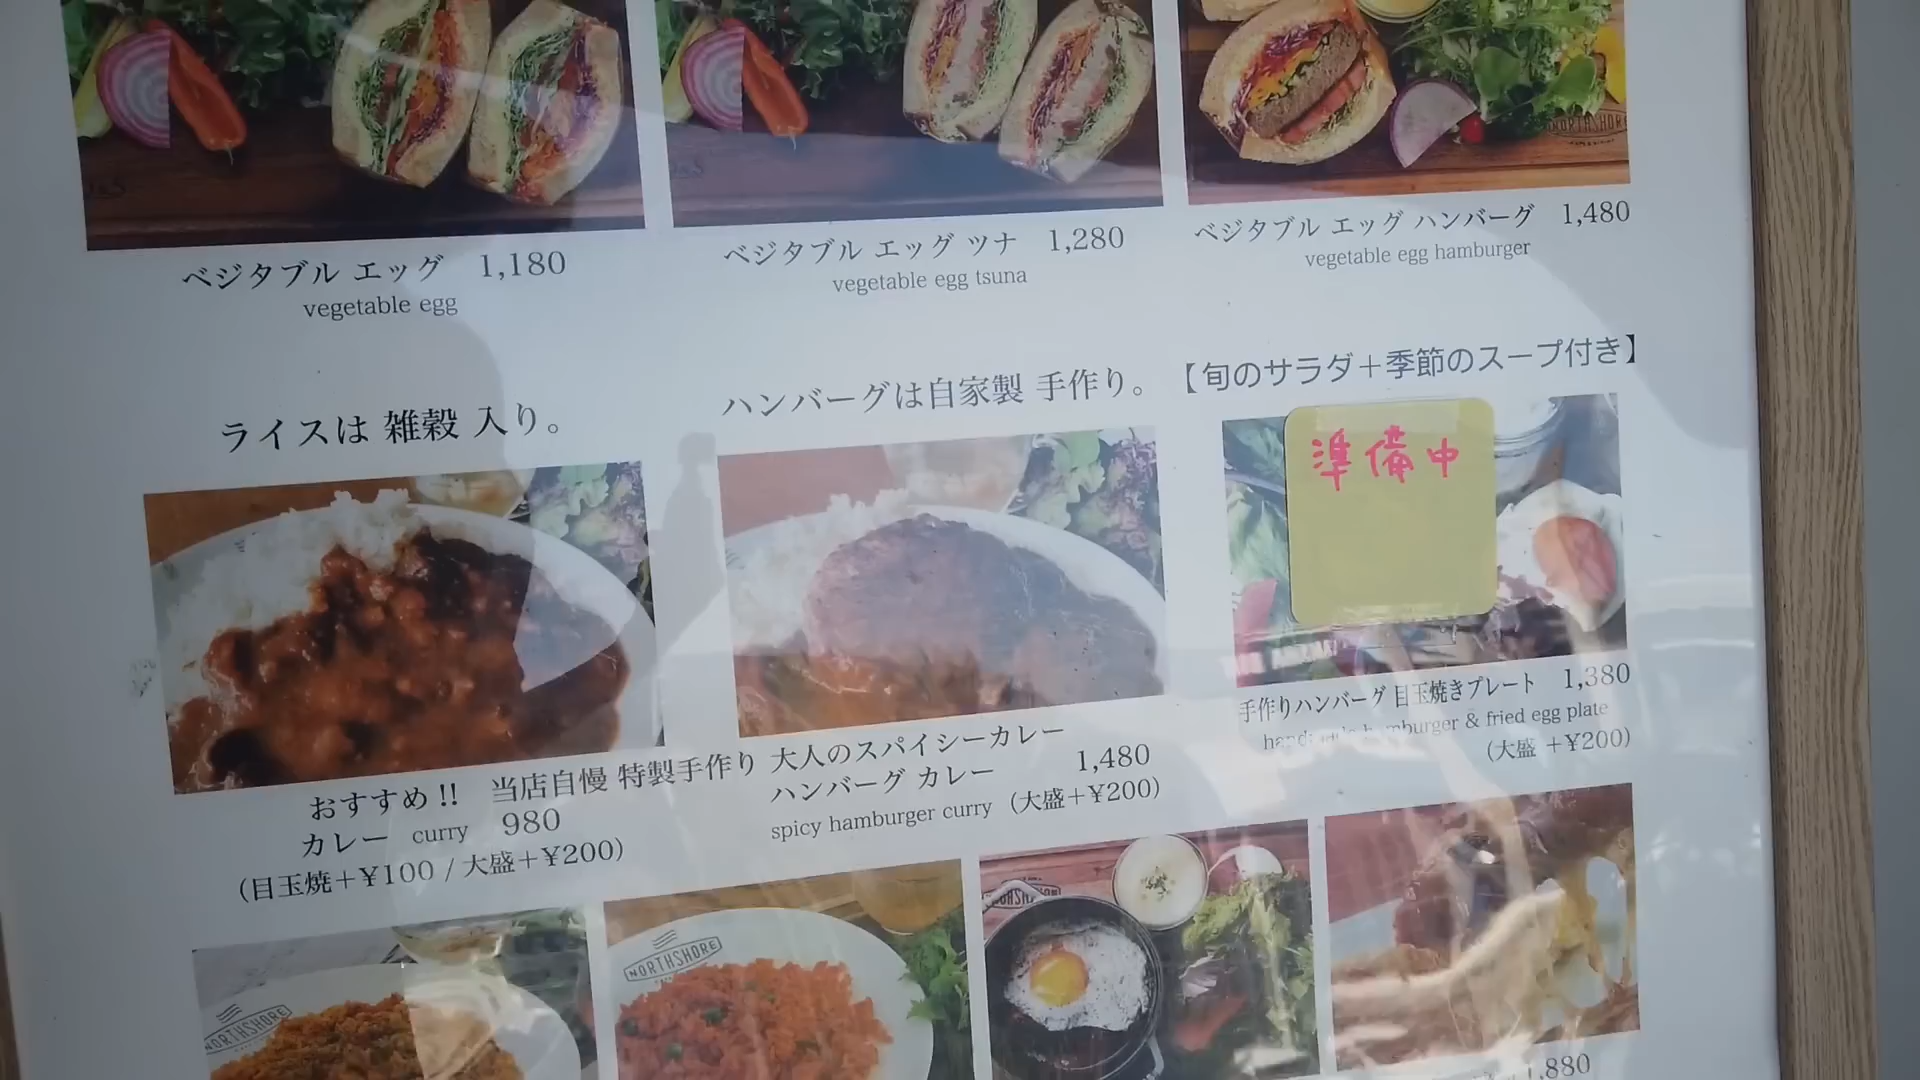 NORTHSHORE
ベジタブル エッグ 1,180
vegetable egg
ベジタブル エッグ ツナ 1,280
vegetable egg tsuna
ベジタブル エッグ ハンバーグ 1,480
vegetable egg hamburger
ライスは 雑穀 入り。
ハンバーグは自家製 手作り。
【旬のサラダ＋季節のスープ付き】
準備中
おすすめ!! 当店自慢 特製手作り
カレー curry 980
(目玉焼＋¥100 / 大盛＋¥200)
大人のスパイシーカレー
ハンバーグ カレー 1,480
spicy hamburger curry (大盛＋¥200)
手作りハンバーグ 目玉焼きプレート 1,380
hamburger & fried egg plate
(大盛 ＋¥200)
NORTHSHORE
NORTHSHORE
1,880